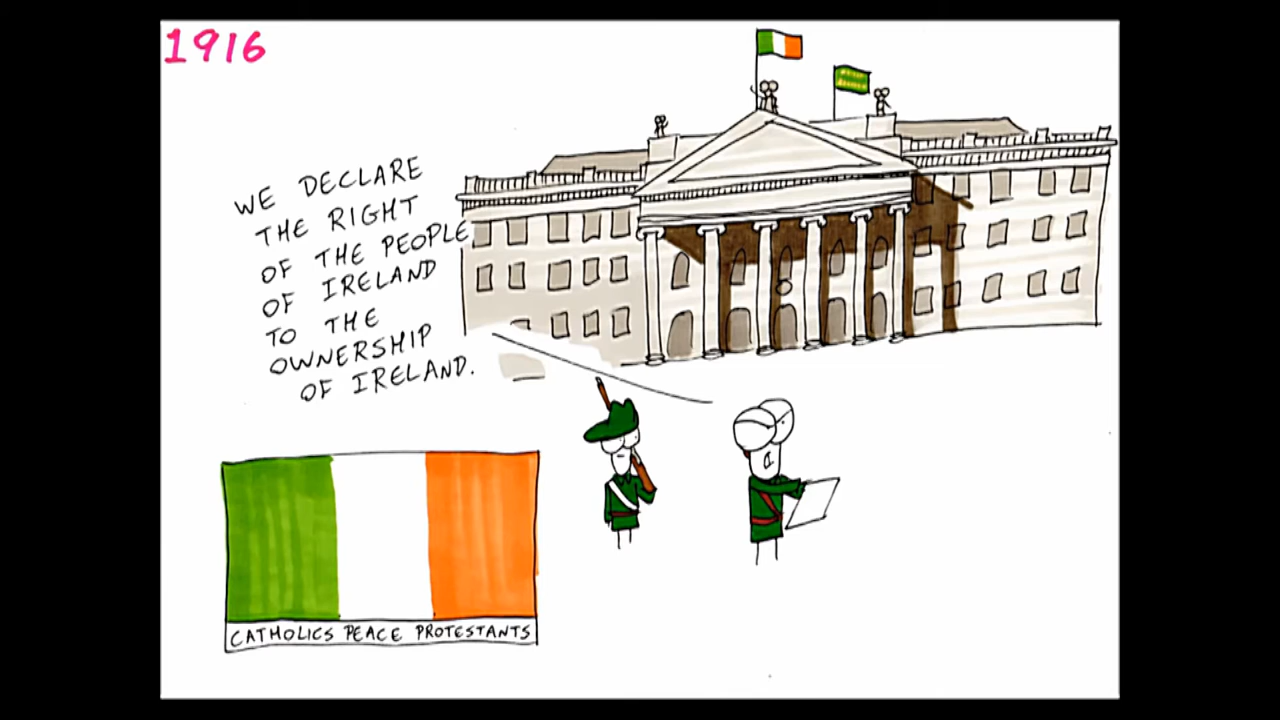 1916
WE DECLARE
THE RIGHT
OF THE PEOPLE
OF IRELAND
TO THE
OWNERSHIP
OF IRELAND.
CATHOLICS PEACE PROTESTANTS